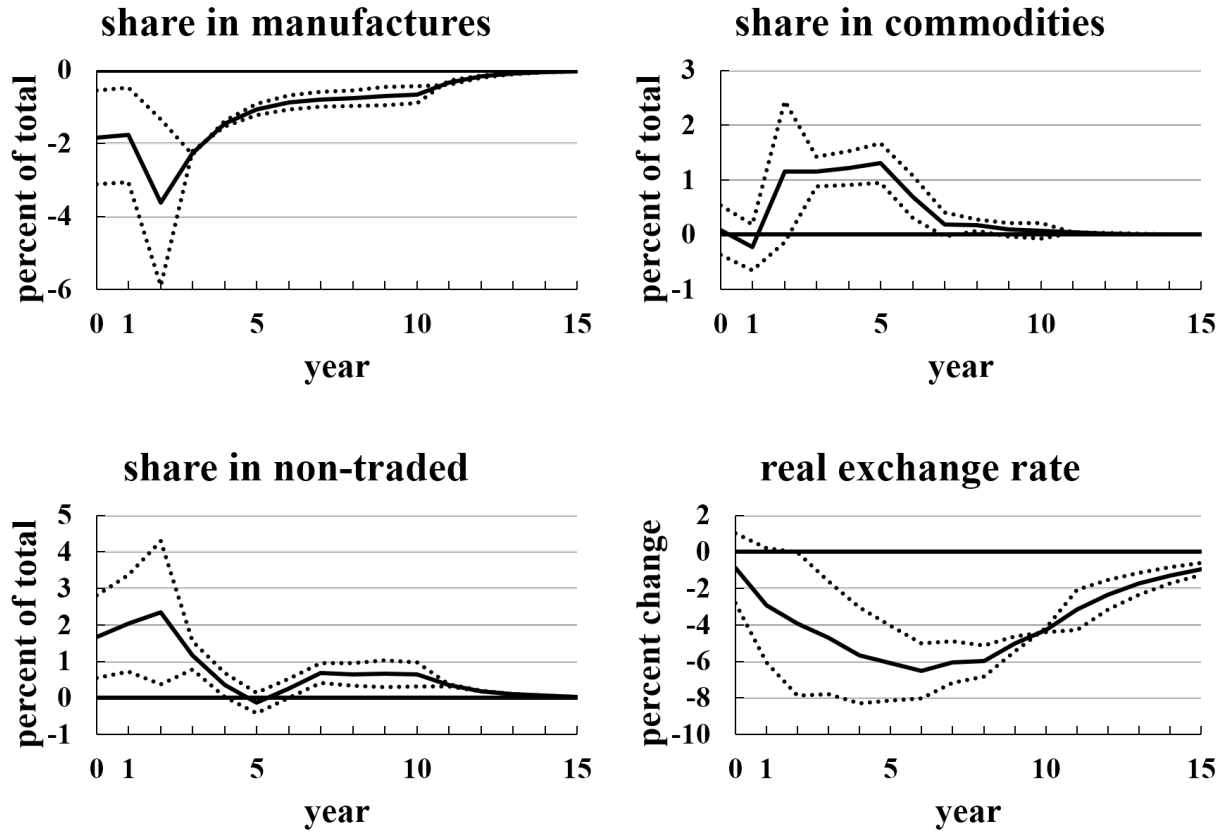 share in manufactures
percent of total
0
-2
-4
-6
0 1 5 10 15
year
share in commodities
percent of total
3
2
1
0
-1
0 1 5 10 15
year
share in non-traded
percent of total
5
4
3
2
1
0
-1
0 1 5 10 15
year
real exchange rate
percent change
2
0
-2
-4
-6
-8
-10
0 1 5 10 15
year